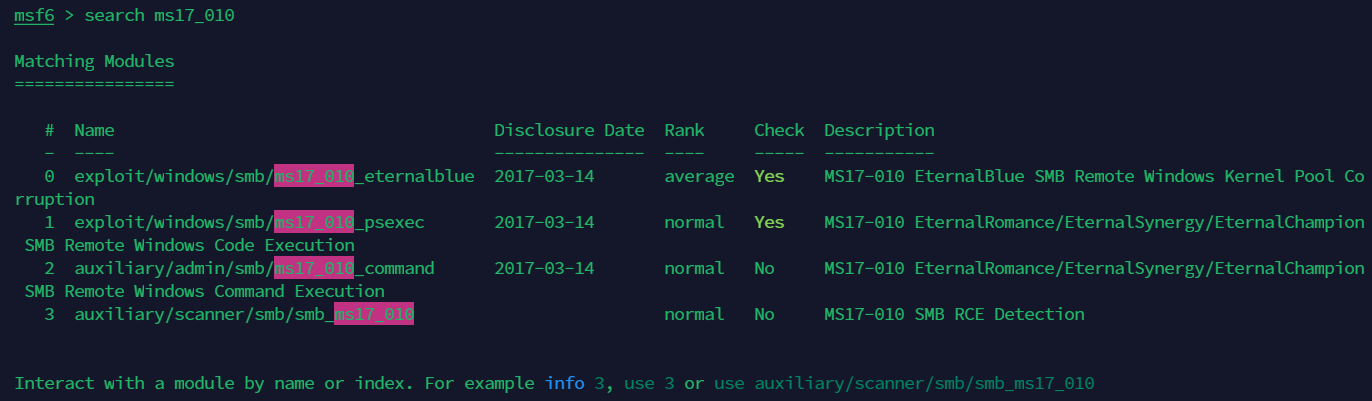 msf6 > search ms17_010
Matching Modules
================
# Name Disclosure Date Rank Check Description
- ---- --------------- ---- ----- -----------
0 exploit/windows/smb/ms17_010_eternalblue 2017-03-14 average Yes MS17-010 EternalBlue SMB Remote Windows Kernel Pool Co
rruption
1 exploit/windows/smb/ms17_010_psexec 2017-03-14 normal Yes MS17-010 EternalRomance/EternalSynergy/EternalChampion
SMB Remote Windows Code Execution
2 auxiliary/admin/smb/ms17_010_command 2017-03-14 normal No MS17-010 EternalRomance/EternalSynergy/EternalChampion
SMB Remote Windows Command Execution
3 auxiliary/scanner/smb/smb_ms17_010 normal No MS17-010 SMB RCE Detection
Interact with a module by name or index. For example info 3, use 3 or use auxiliary/scanner/smb/smb_ms17_010